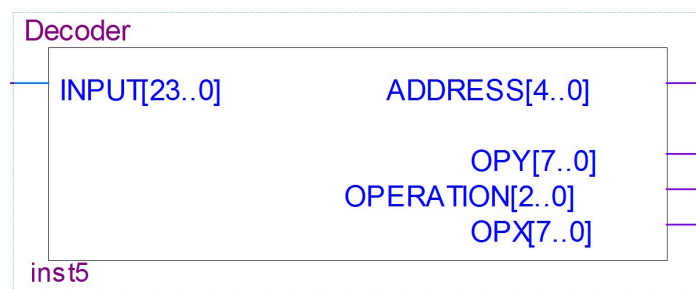 Decoder
INPUT[23..0] ADDRESS[4..0]
OPY[7..0]
OPERATION[2..0]
OPX[7..0]
inst5